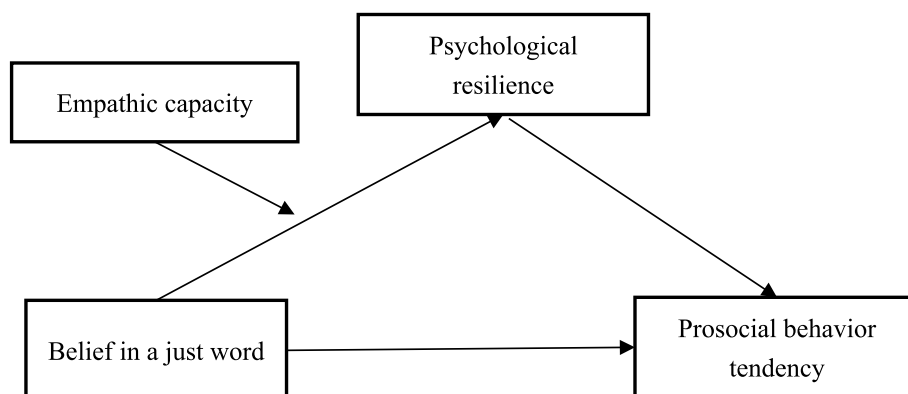 Psychological
resilience
Empathic capacity
Belief in a just word
Prosocial behavior
tendency